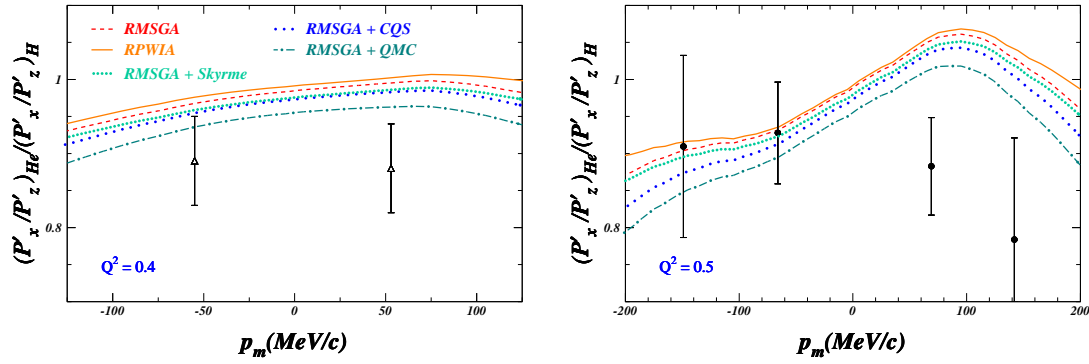 RMSGA
RPWIA
RMSGA + Skyrme
RMSGA + CQS
RMSGA + QMC
(P'x/P'z)He/(P'x/P'z)H
1
0.8
Q² = 0.4
-100 -50 0 50 100
pm(MeV/c)
(P'x/P'z)He/(P'x/P'z)H
1
0.8
Q² = 0.5
-200 -100 0 100 200
pm(MeV/c)